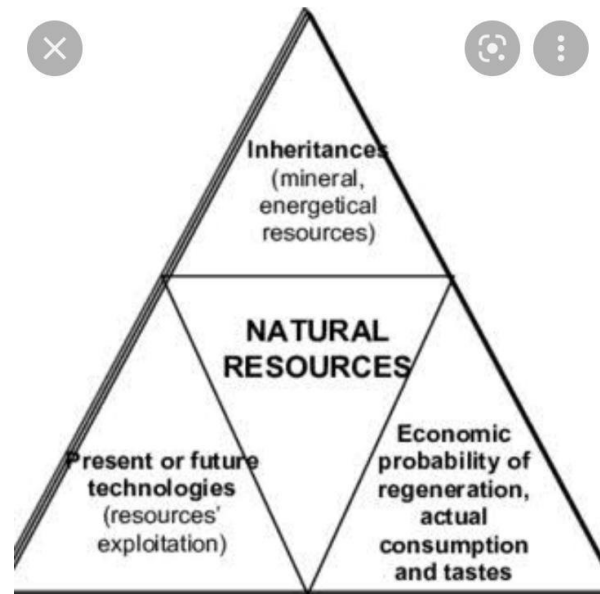 Inheritances
(mineral,
energetical
resources)
NATURAL
RESOURCES
Present or future
technologies
(resources'
exploitation)
Economic
probability of
regeneration,
actual
consumption
and tastes